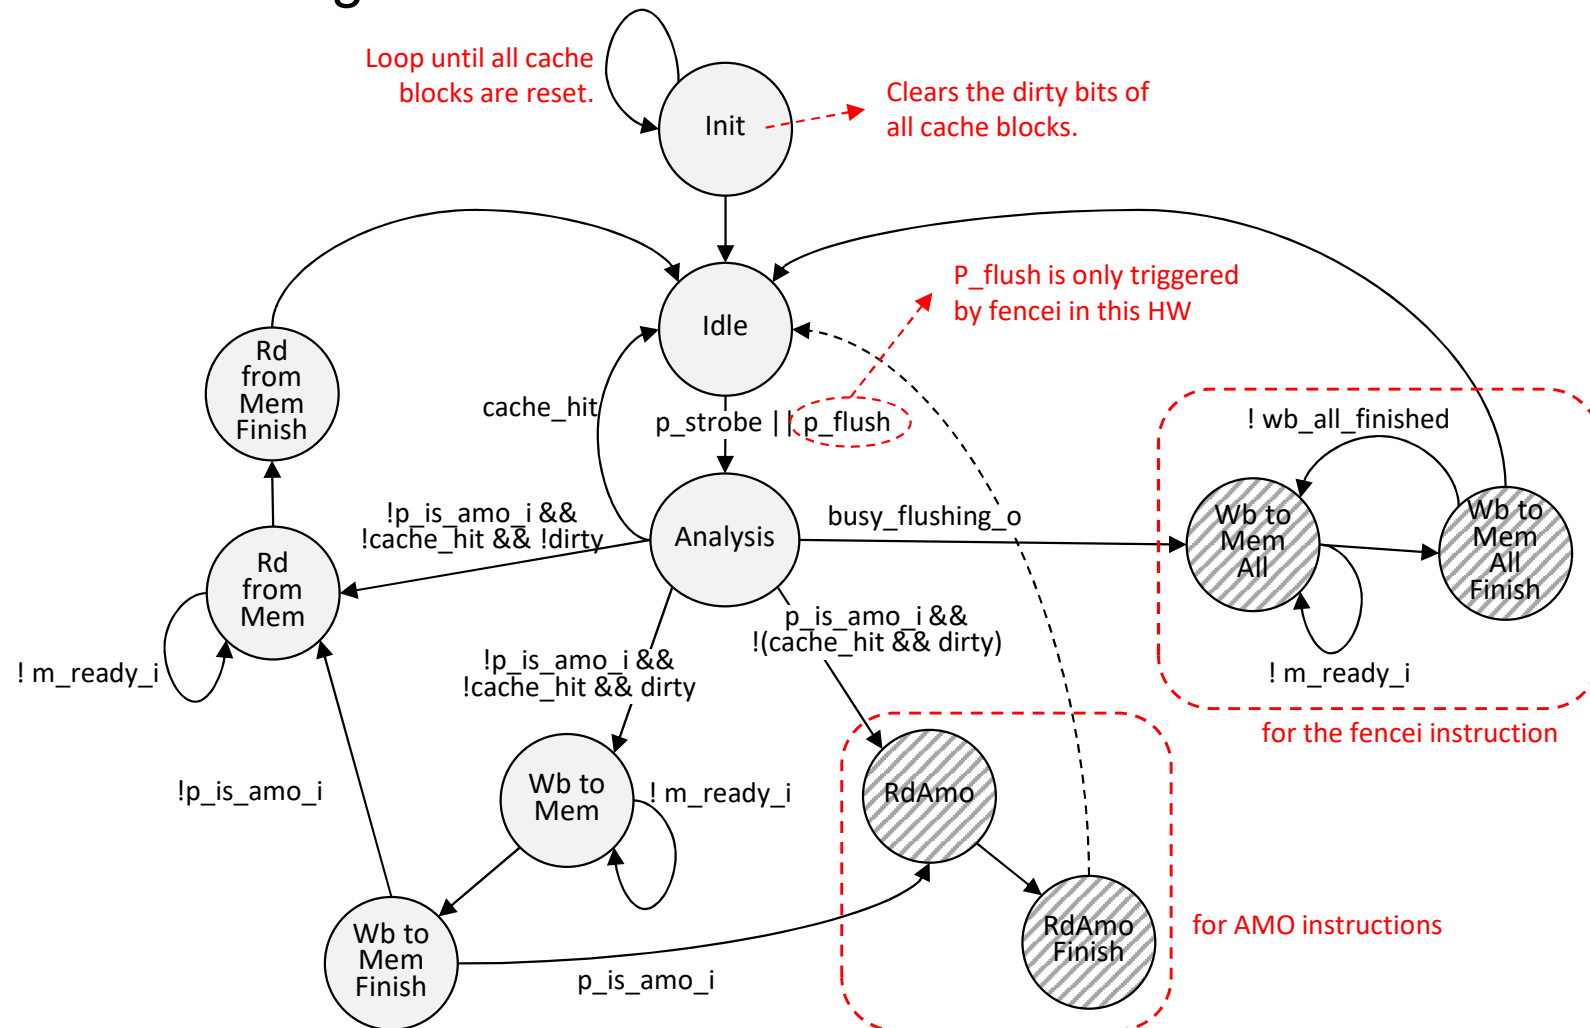 Loop until all cache
blocks are reset.
Init
Clears the dirty bits of
all cache blocks.
P_flush is only triggered
by fencei in this HW
Idle
Rd
from
Mem
Finish
cache_hit
p_strobe || p_flush
! wb_all_finished
!p_is_amo_i &&
!cache_hit && !dirty
Analysis
busy_flushing_o
Wb to
Mem
All
Wb to
Mem
All
Finish
Rd
from
Mem
p_is_amo_i &&
!(cache_hit && dirty)
! m_ready_i
!p_is_amo_i &&
!cache_hit && dirty
! m_ready_i
for the fencei instruction
!p_is_amo_i
Wb to
Mem
! m_ready_i
RdAmo
Wb to
Mem
Finish
p_is_amo_i
RdAmo
Finish
for AMO instructions